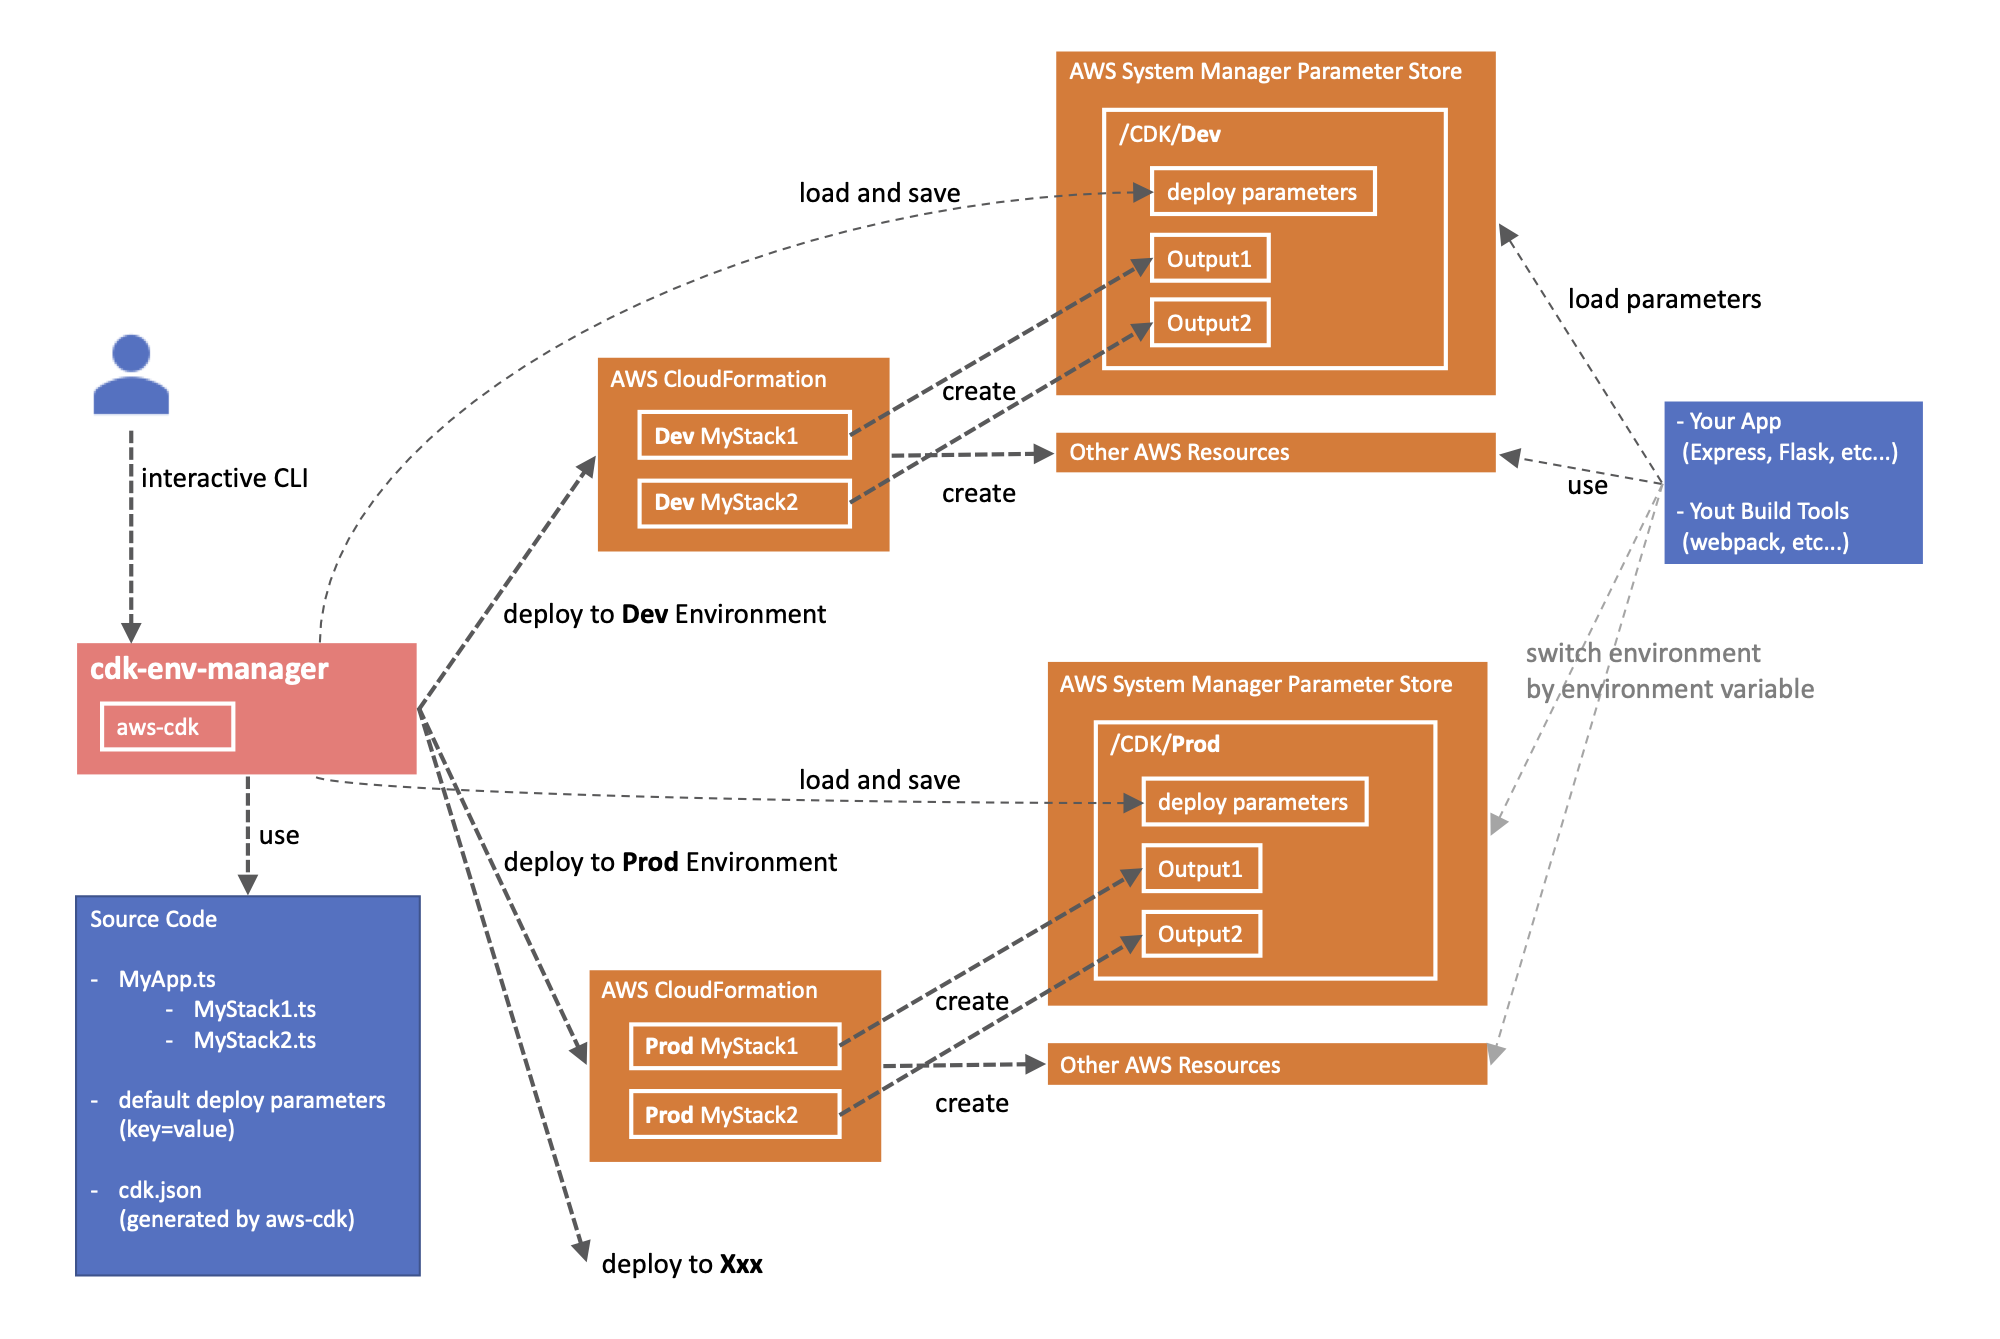 AWS System Manager Parameter Store
/CDK/Dev
deploy parameters
Output1
Output2
load and save
load parameters
interactive CLI
AWS CloudFormation
Dev MyStack1
Dev MyStack2
create
create
Other AWS Resources
use
- Your App
(Express, Flask, etc...)
- Yout Build Tools
(webpack, etc...)
deploy to Dev Environment
cdk-env-manager
aws-cdk
switch environment
by environment variable
AWS System Manager Parameter Store
/CDK/Prod
deploy parameters
Output1
Output2
load and save
use
deploy to Prod Environment
Source Code
- MyApp.ts
- MyStack1.ts
- MyStack2.ts
- default deploy parameters
(key=value)
- cdk.json
(generated by aws-cdk)
AWS CloudFormation
Prod MyStack1
Prod MyStack2
create
create
Other AWS Resources
deploy to Xxx